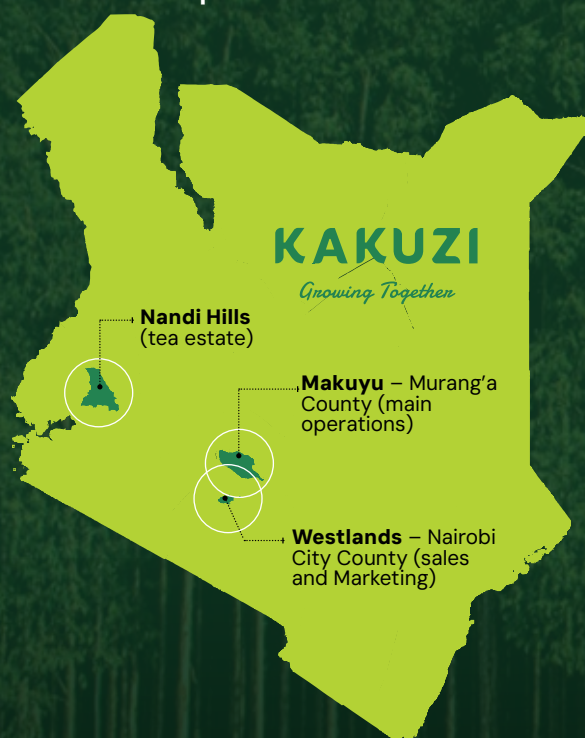 KAKUZI
Growing Together
Nandi Hills
(tea estate)
Makuyu – Murang’a
County (main
operations)
Westlands – Nairobi
City County (sales
and Marketing)